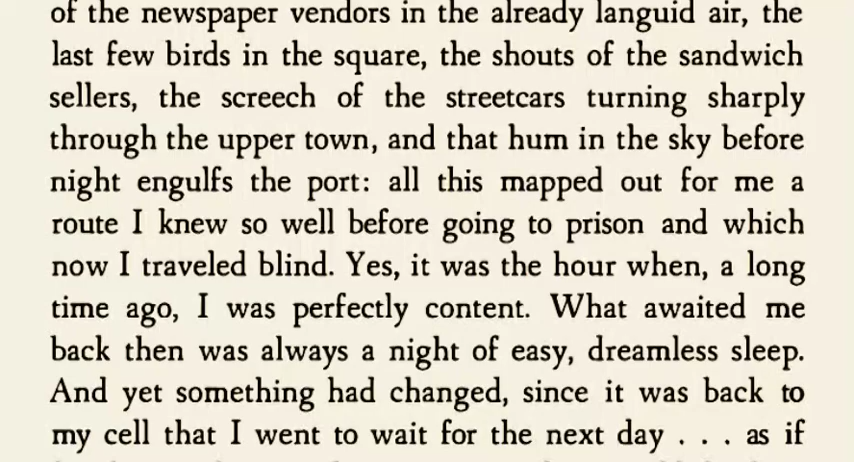 of the newspaper vendors in the already languid air, the
last few birds in the square, the shouts of the sandwich
sellers, the screech of the streetcars turning sharply
through the upper town, and that hum in the sky before
night engulfs the port: all this mapped out for me a
route I knew so well before going to prison and which
now I traveled blind. Yes, it was the hour when, a long
time ago, I was perfectly content. What awaited me
back then was always a night of easy, dreamless sleep.
And yet something had changed, since it was back to
my cell that I went to wait for the next day . . . as if